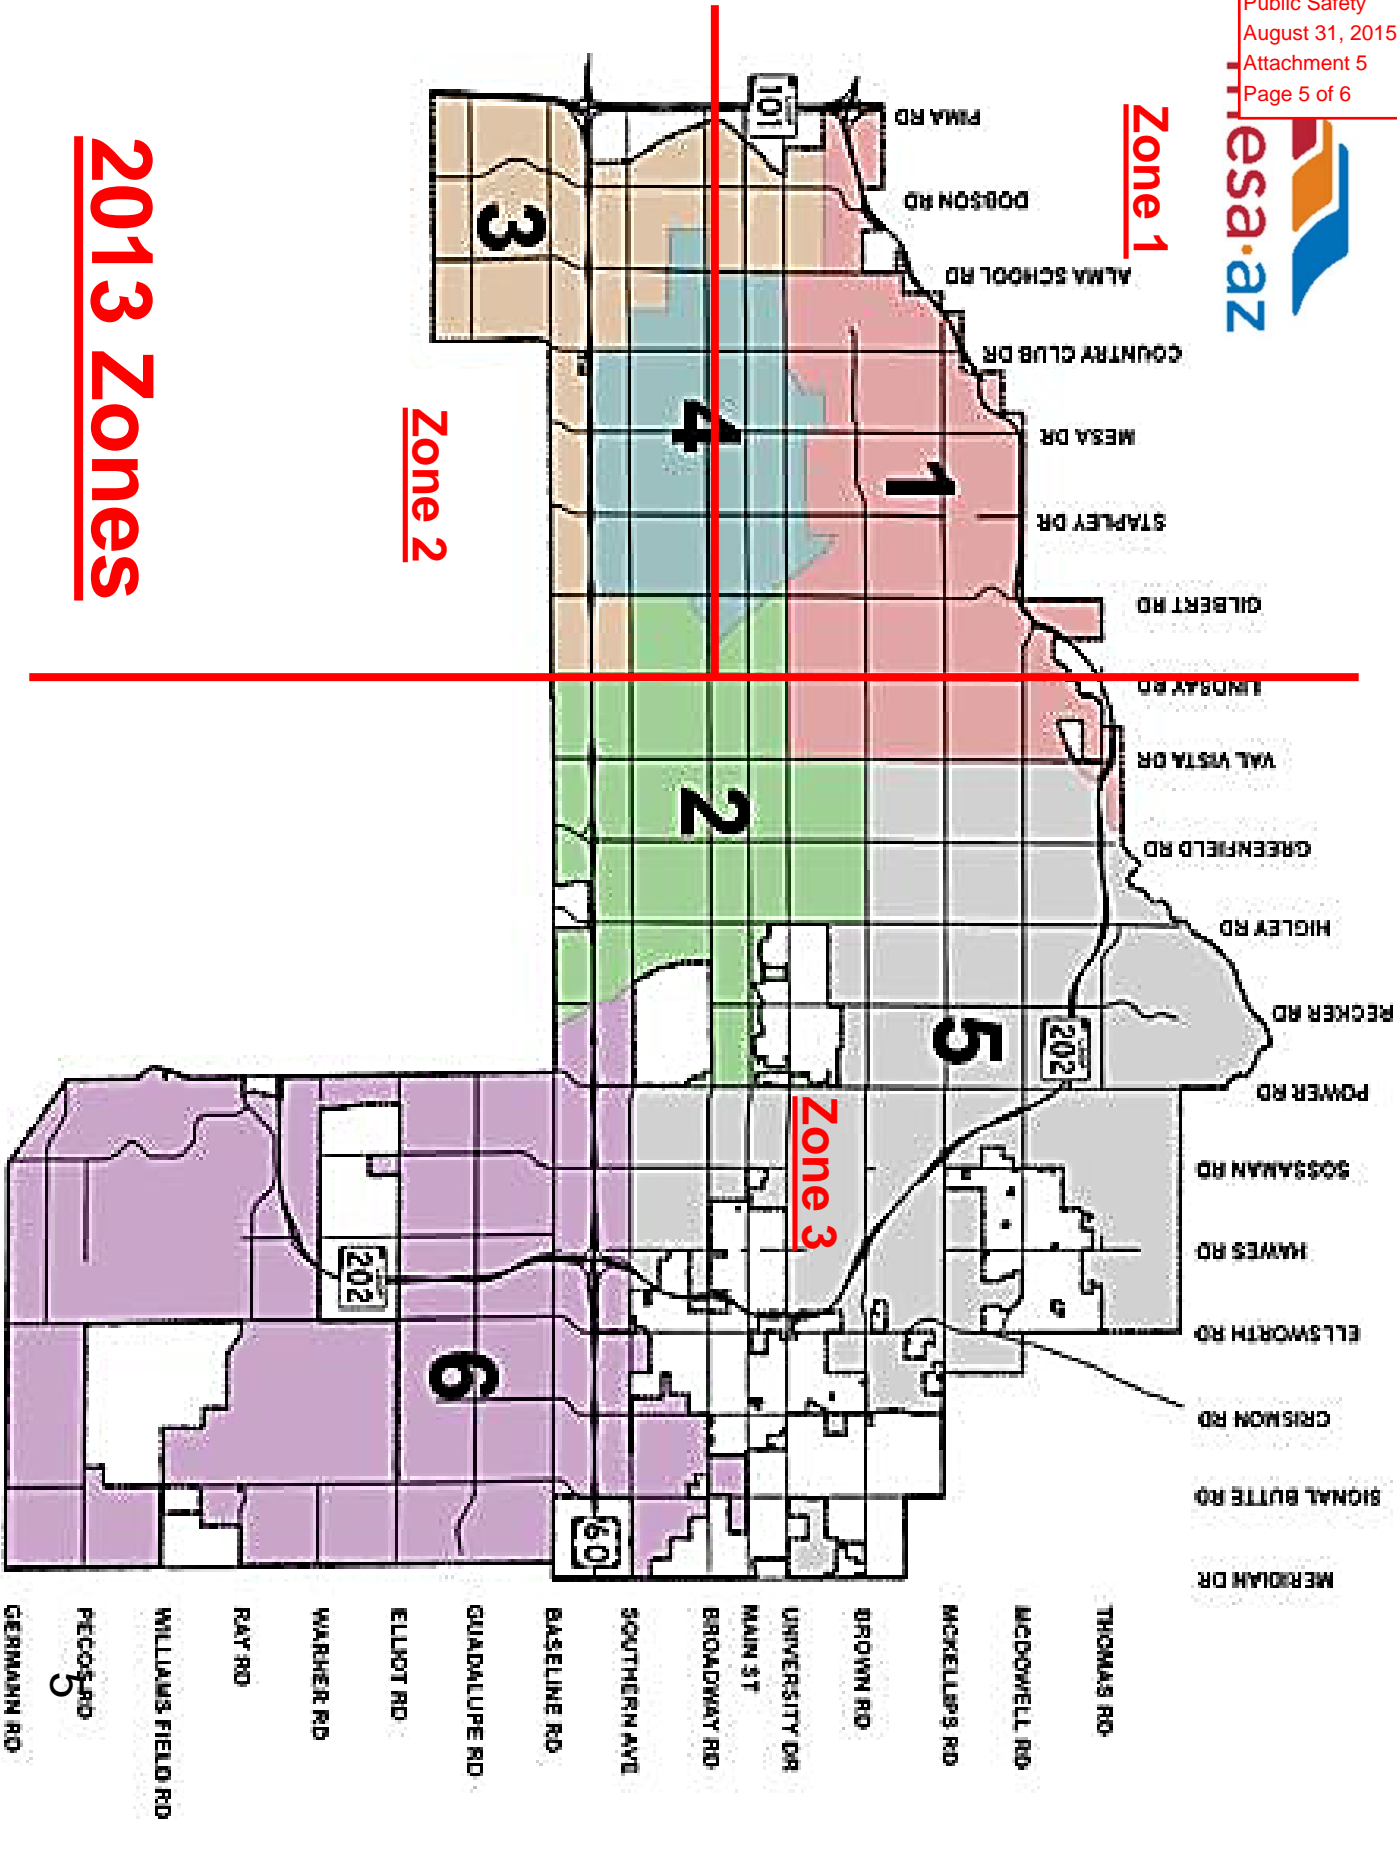 Public Safety
August 31, 2015
Attachment 5
Page 5 of 6
mesa·az
2013 Zones
Zone 1
Zone 2
Zone 3
PIMA RD
DOBSON RD
ALMA SCHOOL RD
COUNTRY CLUB DR
MESA DR
STAPLEY DR
GILBERT RD
LINDSAY RD
VAL VISTA DR
GREENFIELD RD
HIGLEY RD
RECKER RD
POWER RD
SOSSAMAN RD
HAWES RD
ELLSWORTH RD
CRISMON RD
SIGNAL BUTTE RD
MERIDIAN DR
THOMAS RD
MCDOWELL RD
MCKELLIPS RD
BROWN RD
UNIVERSITY DR
MAIN ST
BROADWAY RD
SOUTHERN AVE
BASELINE RD
GUADALUPE RD
ELLIOT RD
WARNER RD
RAY RD
WILLIAMS FIELD RD
PECOS RD
GERMANN RD
101
202
202
60
1
2
3
4
5
6
5